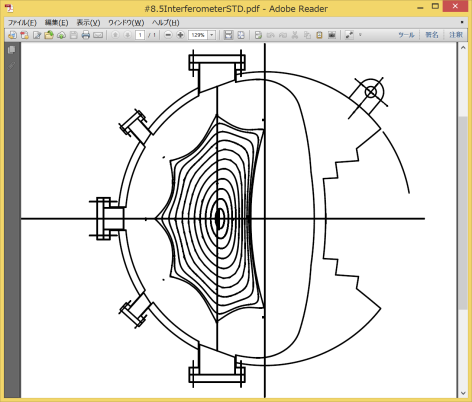 #8.5InterferometerSTD.pdf - Adobe Reader
ファイル(F) 編集(E) 表示(V) ウィンドウ(W) ヘルプ(H)
1 / 1 129% ツール 署名 注釈